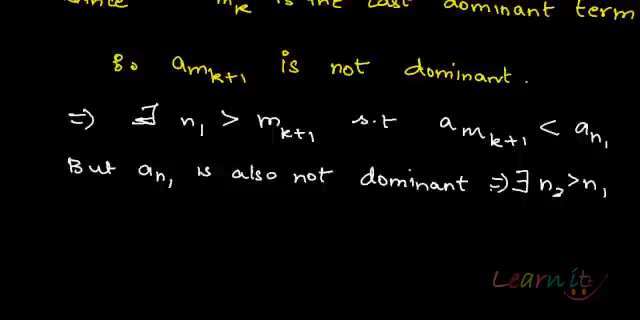 Since m_k is the last dominant term
So a_{m_{k+1}} is not dominant.
=) ∃ n_1 > m_{k+1} s.t a_{m_{k+1}} < a_{n_1}
But a_{n_1} is also not dominant =) ∃ n_2 > n_1
Learnit